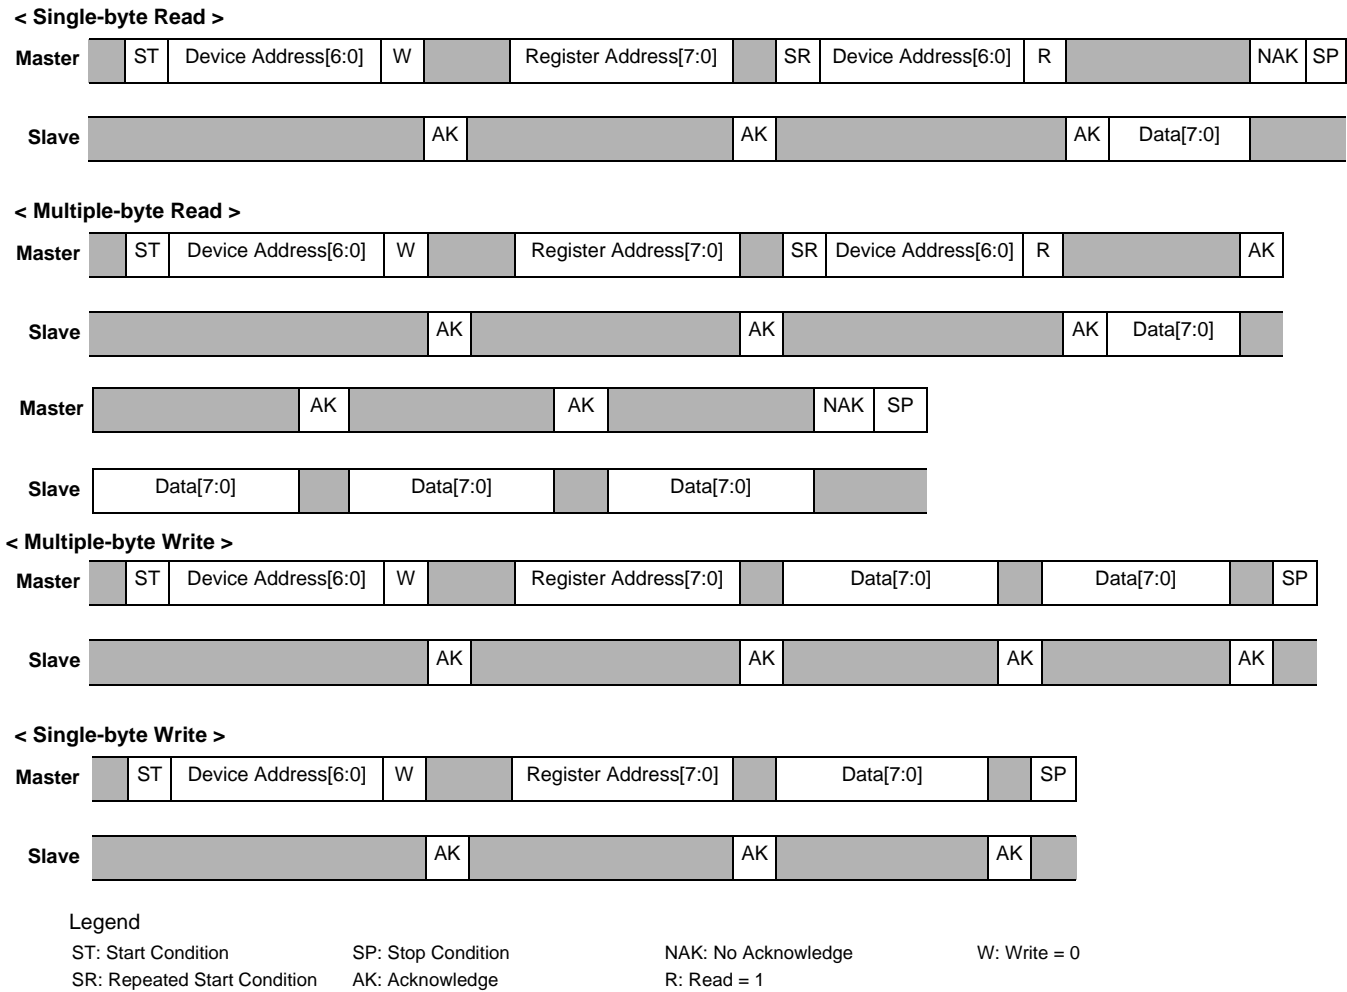 < Single-byte Read >
Master ST Device Address[6:0] W Register Address[7:0] SR Device Address[6:0] R NAK SP
Slave AK AK AK Data[7:0]
< Multiple-byte Read >
Master ST Device Address[6:0] W Register Address[7:0] SR Device Address[6:0] R AK
Slave AK AK AK Data[7:0]
Master AK AK NAK SP
Slave Data[7:0] Data[7:0] Data[7:0]
< Multiple-byte Write >
Master ST Device Address[6:0] W Register Address[7:0] Data[7:0] Data[7:0] SP
Slave AK AK AK AK
< Single-byte Write >
Master ST Device Address[6:0] W Register Address[7:0] Data[7:0] SP
Slave AK AK AK
Legend
ST: Start Condition SP: Stop Condition NAK: No Acknowledge W: Write = 0
SR: Repeated Start Condition AK: Acknowledge R: Read = 1